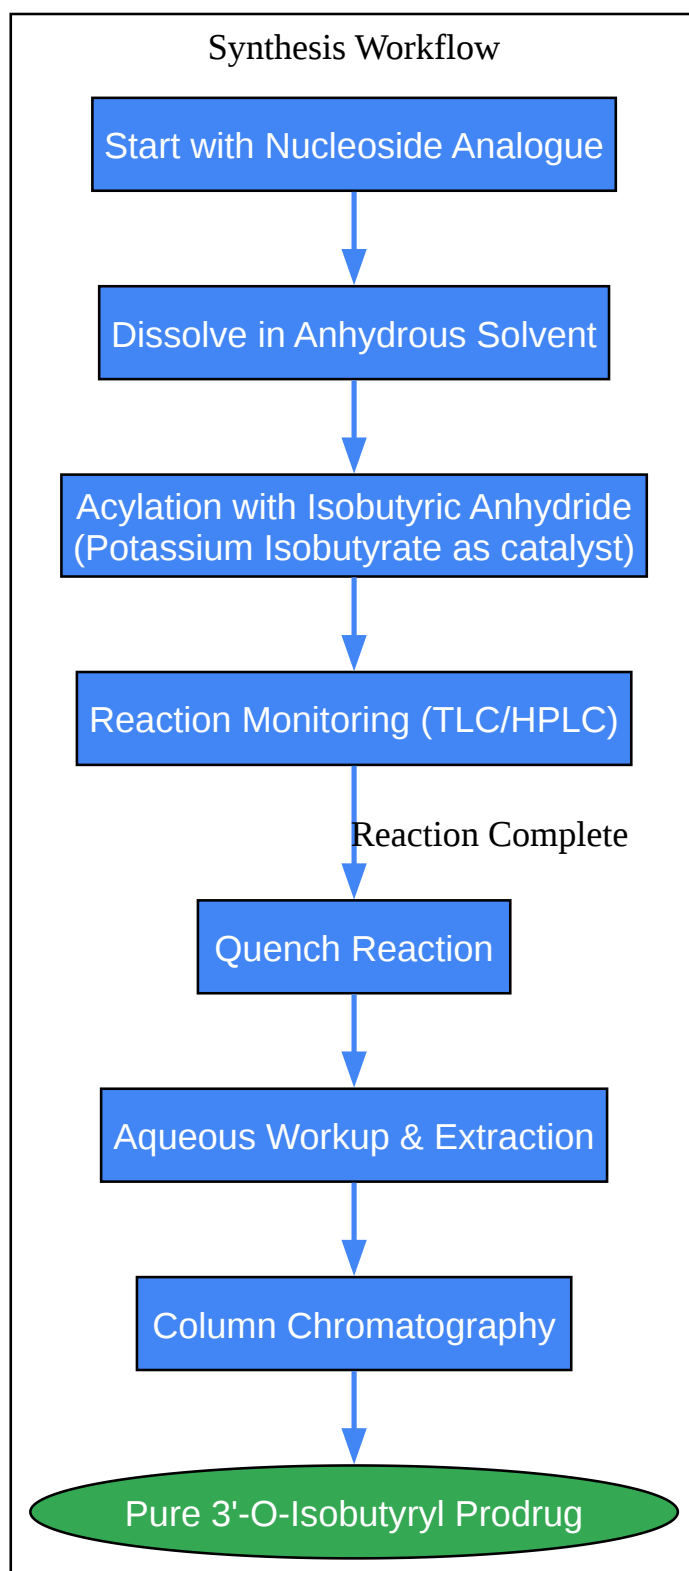 Synthesis Workflow
Start with Nucleoside Analogue
Dissolve in Anhydrous Solvent
Acylation with Isobutyric Anhydride
(Potassium Isobutyrate as catalyst)
Reaction Monitoring (TLC/HPLC)
Reaction Complete
Quench Reaction
Aqueous Workup & Extraction
Column Chromatography
Pure 3'-O-Isobutyryl Prodrug